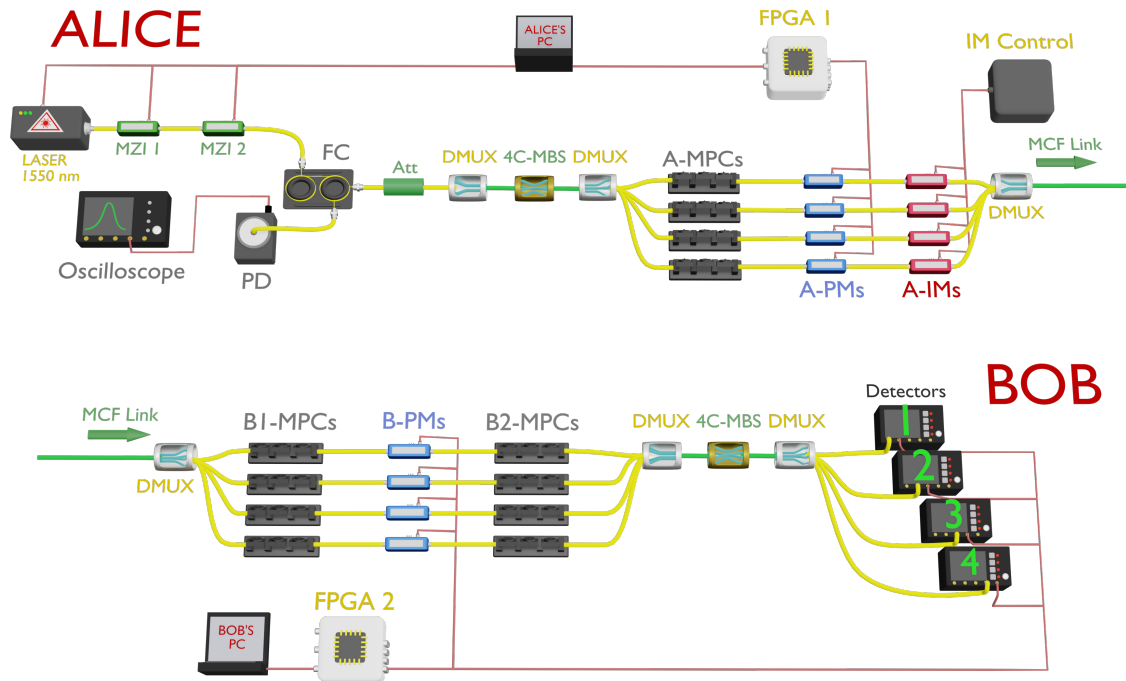 ALICE
ALICE'S
PC
FPGA 1
IM Control
LASER
1550 nm
MZI 1
MZI 2
FC
Att
DMUX
4C-MBS
DMUX
A-MPCs
MCF Link
DMUX
Oscilloscope
PD
A-PMs
A-IMs
BOB
Detectors
MCF Link
B1-MPCs
B-PMs
B2-MPCs
DMUX
4C-MBS
DMUX
1
2
3
4
DMUX
FPGA 2
BOB'S
PC